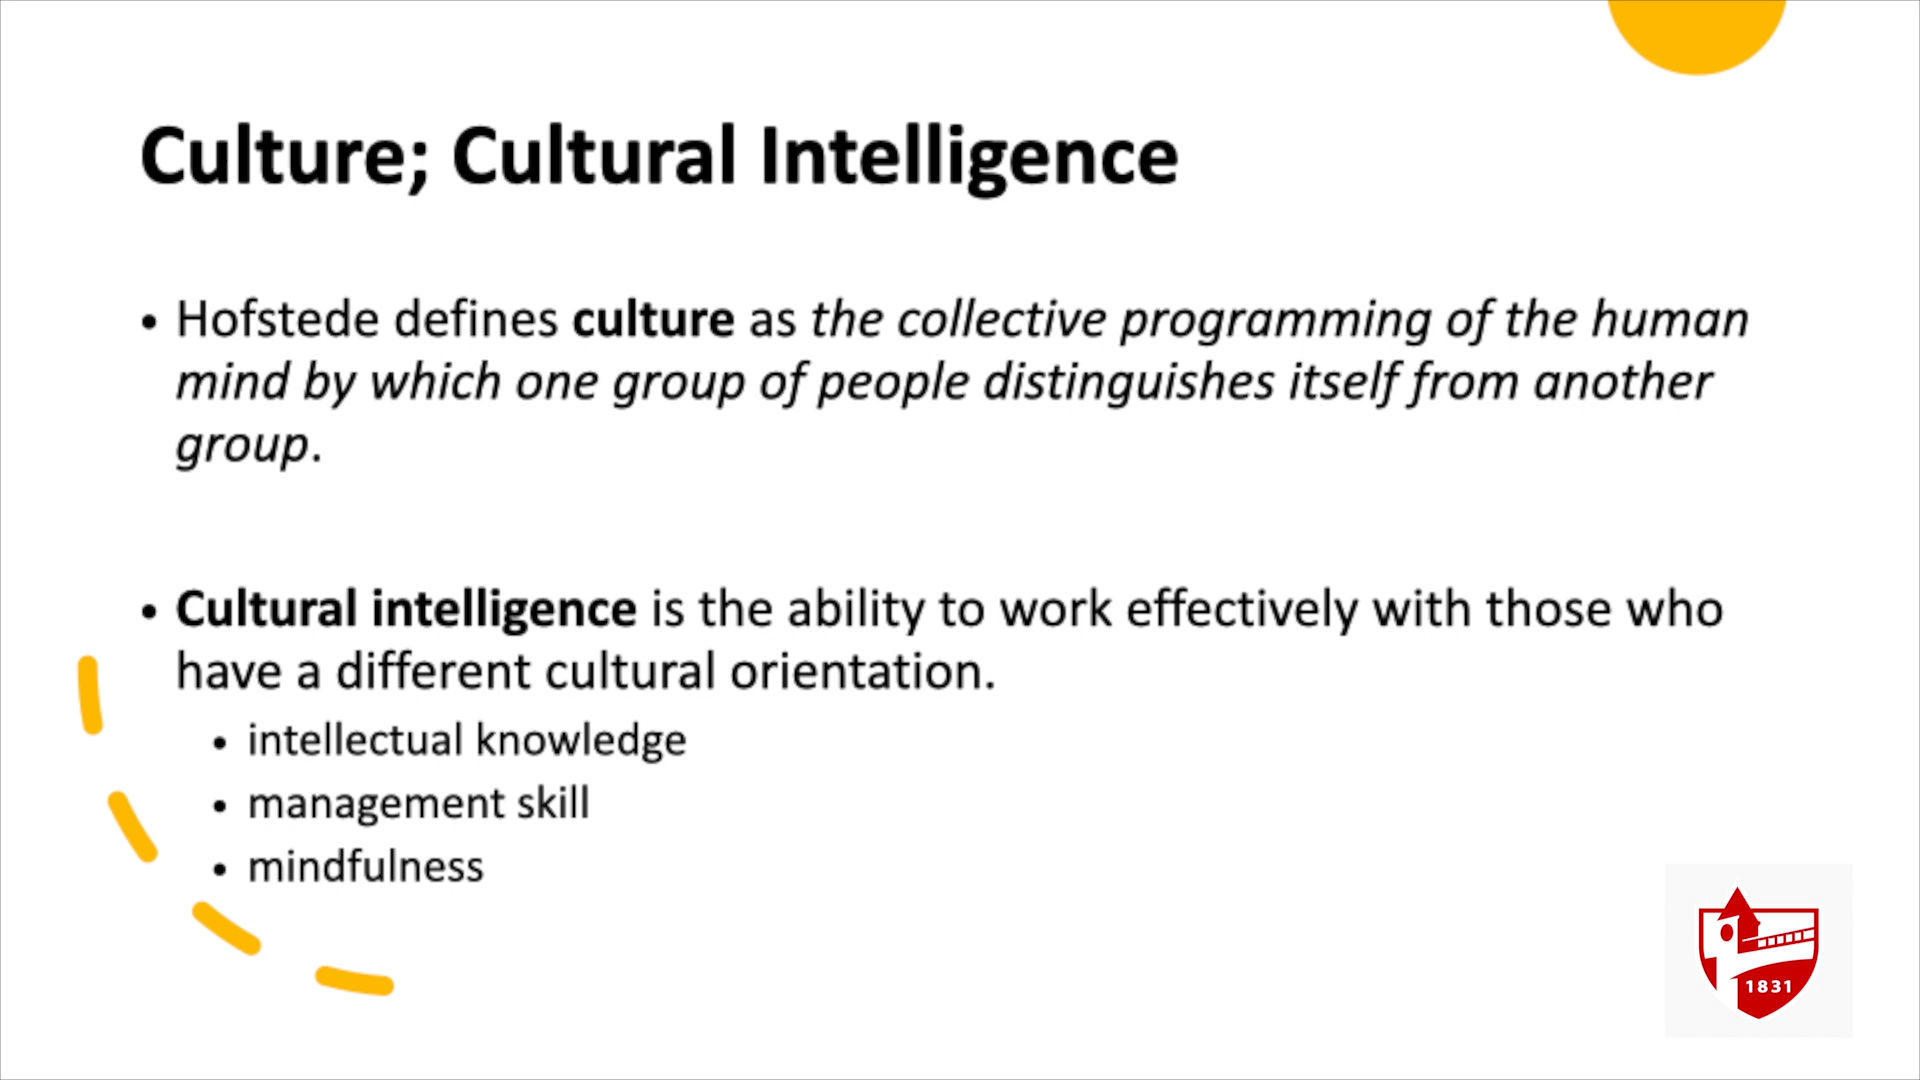 Culture; Cultural Intelligence
• Hofstede defines culture as the collective programming of the human
mind by which one group of people distinguishes itself from another
group.
• Cultural intelligence is the ability to work effectively with those who
have a different cultural orientation.
• intellectual knowledge
• management skill
• mindfulness
1831